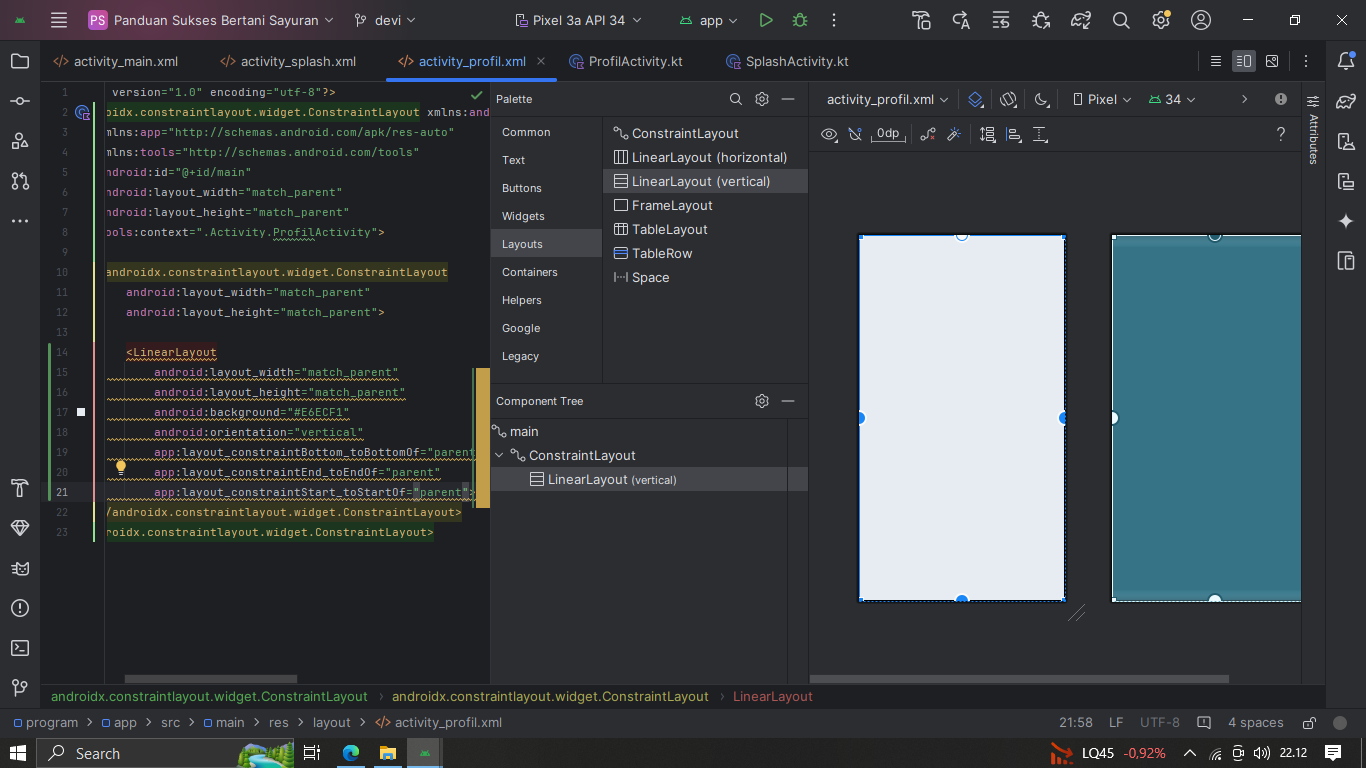 PS Panduan Sukses Bertani Sayuran devi Pixel 3a API 34 app
activity_main.xml activity_splash.xml activity_profil.xml ProfilActivity.kt SplashActivity.kt
1 version="1.0" encoding="utf-8"?>
2 oidx.constraintlayout.widget.ConstraintLayout xmlns:and
3 mlns:app="http://schemas.android.com/apk/res-auto"
4 mlns:tools="http://schemas.android.com/tools"
5 ndroid:id="@+id/main"
6 ndroid:layout_width="match_parent"
7 ndroid:layout_height="match_parent"
8 ools:context=".Activity.ProfilActivity">
9
10 androidx.constraintlayout.widget.ConstraintLayout
11 android:layout_width="match_parent"
12 android:layout_height="match_parent">
13
14 <LinearLayout
15 android:layout_width="match_parent"
16 android:layout_height="match_parent"
17 android:background="#E6ECF1"
18 android:orientation="vertical"
19 app:layout_constraintBottom_toBottomOf="parent
20 app:layout_constraintEnd_toEndOf="parent"
21 app:layout_constraintStart_toStartOf="parent">
22 /androidx.constraintlayout.widget.ConstraintLayout>
23 roidx.constraintlayout.widget.ConstraintLayout>
Palette
Common
Text
Buttons
Widgets
Layouts
Containers
Helpers
Google
Legacy
ConstraintLayout
LinearLayout (horizontal)
LinearLayout (vertical)
FrameLayout
TableLayout
TableRow
Space
Component Tree
main
ConstraintLayout
LinearLayout (vertical)
activity_profil.xml Pixel 34
0dp ?
Attributes
androidx.constraintlayout.widget.ConstraintLayout › androidx.constraintlayout.widget.ConstraintLayout › LinearLayout
program > app > src > main > res > layout > activity_profil.xml 21:58 LF UTF-8 4 spaces
Search LQ45 -0,92% 22.12